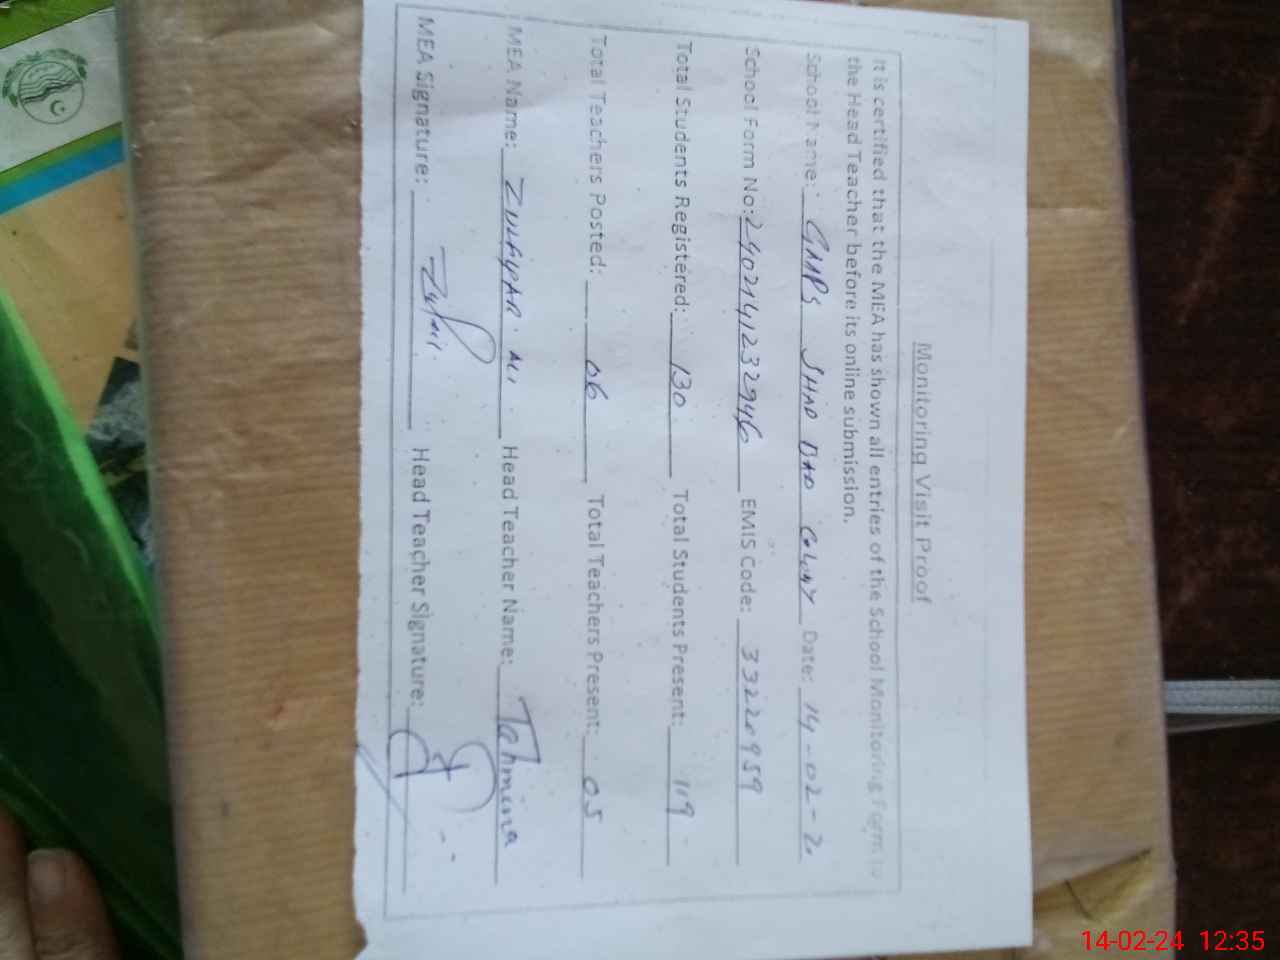 Monitoring Visit Proof
It is certified that the MEA has shown all entries of the School Monitoring Form to
the Head Teacher before its online submission.
School Name: GMPS SHAD BAD Colony Date: 14-02-2
School Form No: 2402141232946 EMIS Code: 33220959
Total Students Registered: 130 Total Students Present: 119
Total Teachers Posted: 06 Total Teachers Present: 05
MEA Name: ZULFIQAR ALI Head Teacher Name: Tahmina
MEA Signature: Head Teacher Signature:
14-02-24 12:35